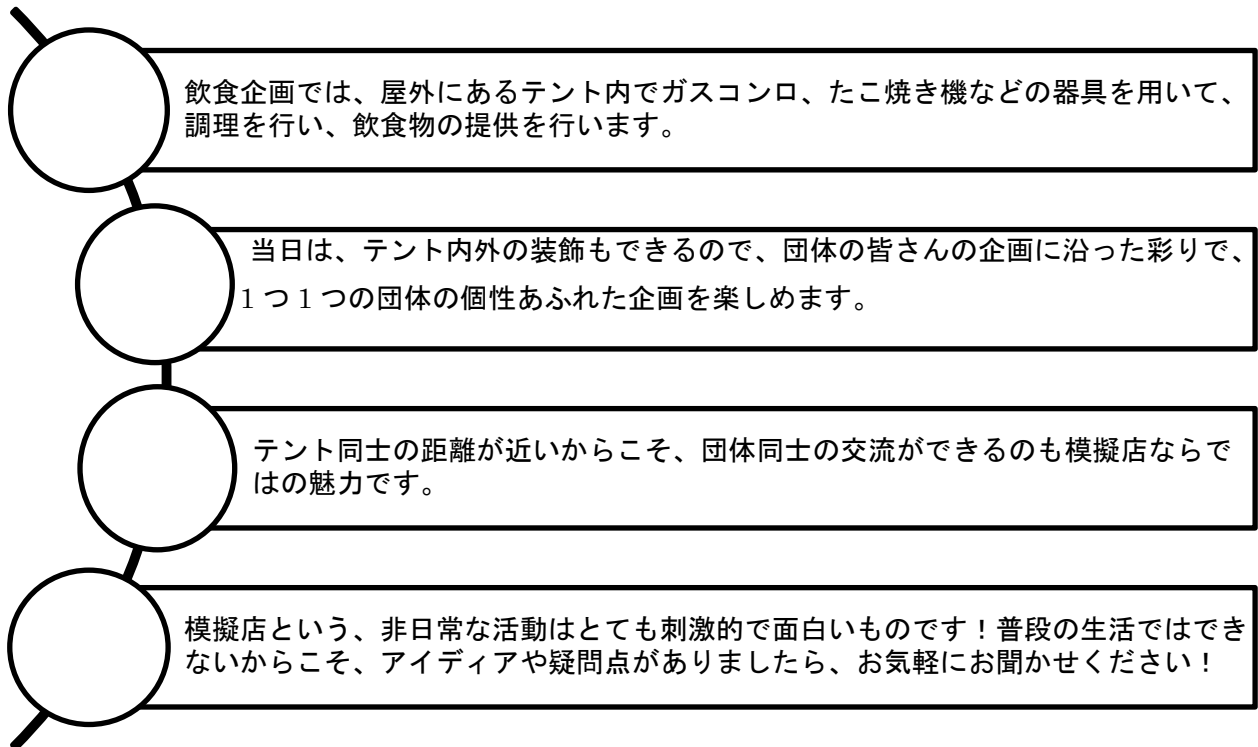 飲食企画では、屋外にあるテント内でガスコンロ、たこ焼き機などの器具を用いて、
調理を行い、飲食物の提供を行います。
当日は、テント内外の装飾もできるので、団体の皆さんの企画に沿った彩りで、
1つ1つの団体の個性あふれた企画を楽しめます。
テント同士の距離が近いからこそ、団体同士の交流ができるのも模擬店ならで
はの魅力です。
模擬店という、非日常な活動はとても刺激的で面白いものです！普段の生活ではでき
ないからこそ、アイディアや疑問点がありましたら、お気軽にお聞かせください！